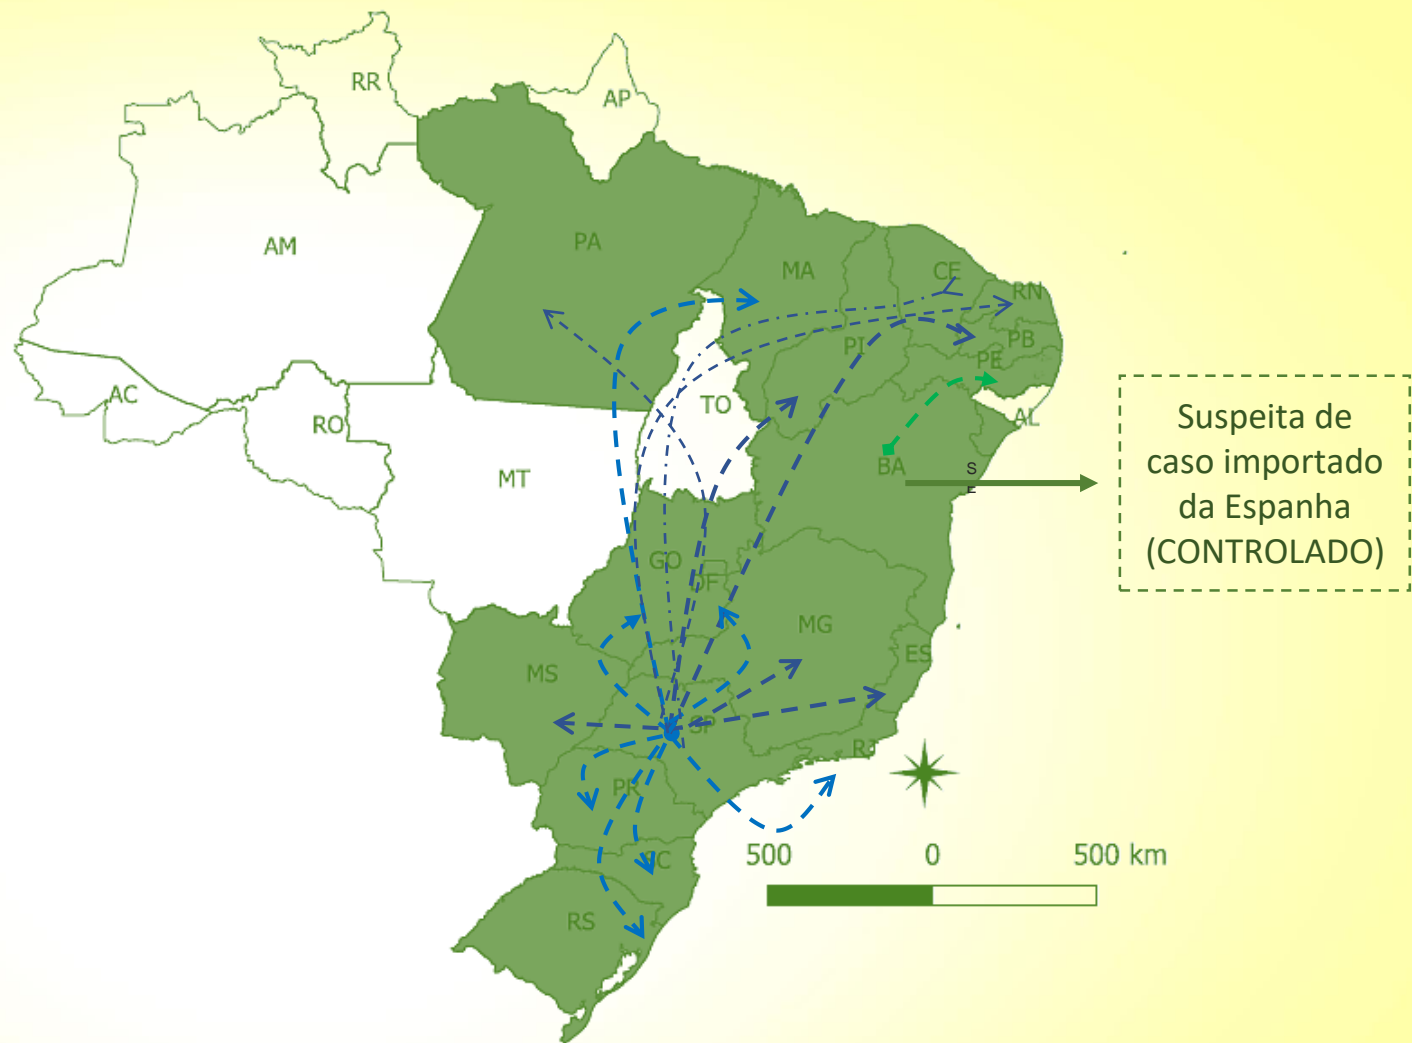 RR
AP
AM
PA
MA
CE
RN
PI
PB
PE
AC
TO
AL
RO
BA
S
E
MT
Suspeita de
caso importado
da Espanha
(CONTROLADO)
GO
DF
MG
ES
MS
SP
RJ
PR
SC
500 0 500 km
RS